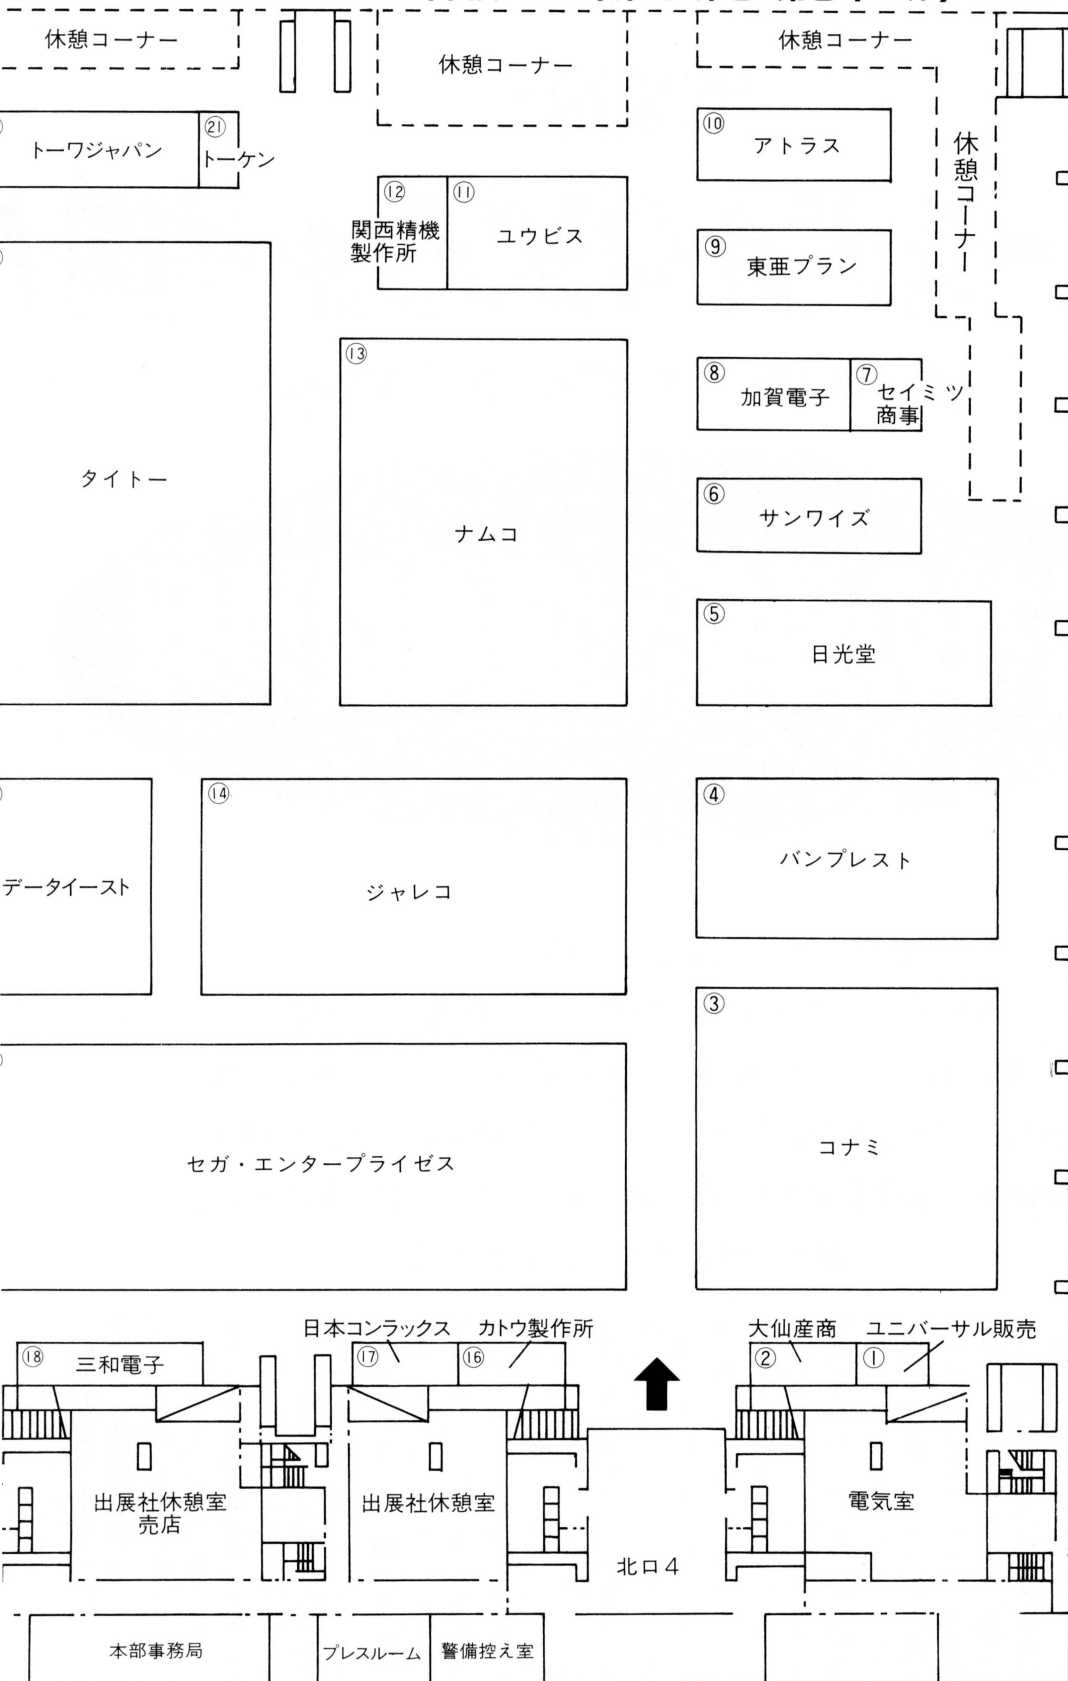 休憩コーナー
休憩コーナー
休憩コーナー
休憩コーナー
トーワジャパン
㉑
トーケン
⑩
アトラス
⑫
関西精機
製作所
⑪
ユウビス
⑨
東亜プラン
タイトー
⑬
ナムコ
⑧
加賀電子
⑦
セイミツ
商事
⑥
サンワイズ
⑤
日光堂
データイースト
⑭
ジャレコ
④
バンプレスト
③
コナミ
セガ・エンタープライゼス
⑱
三和電子
日本コンラックス
⑰
カトウ製作所
⑯
大仙産商
②
ユニバーサル販売
①
出展社休憩室
売店
出展社休憩室
北口4
電気室
本部事務局
プレスルーム
警備控え室